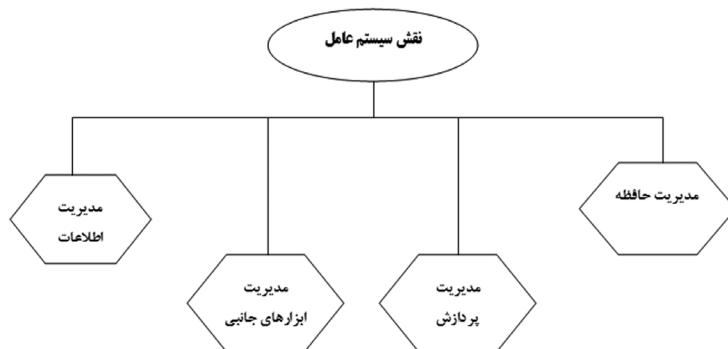 نقش سیستم عامل
مدیریت حافظه
مدیریت
پردازش
مدیریت
ابزارهای جانبی
مدیریت
اطلاعات